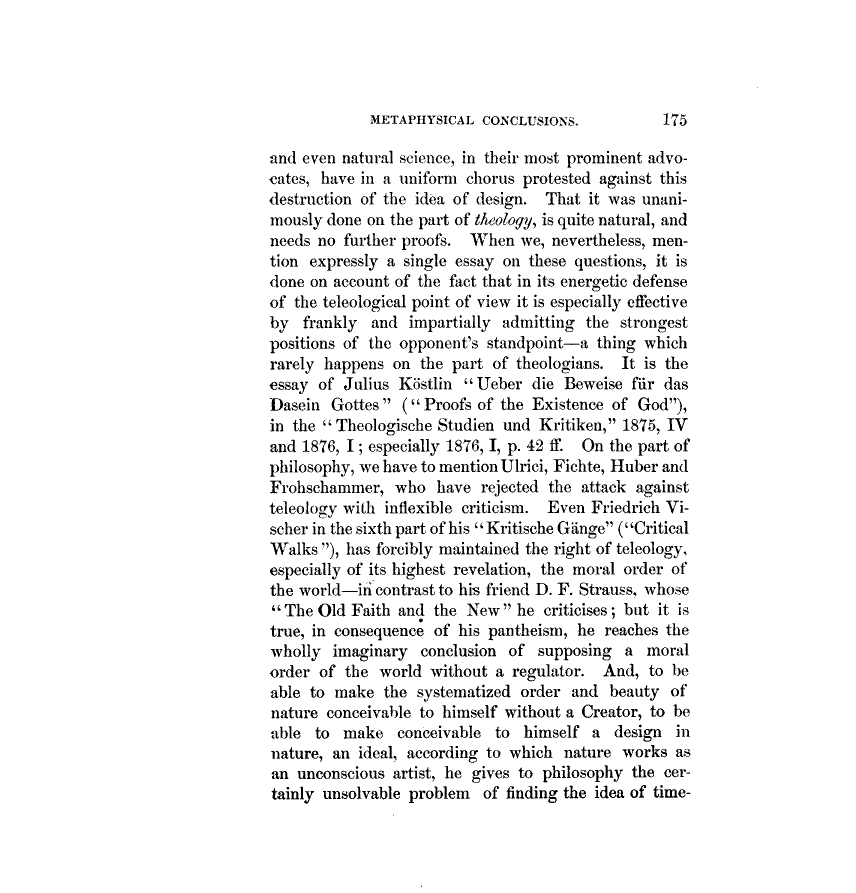 METAPHYSICAL CONCLUSIONS. 175
and even natural science, in their most prominent advo-
cates, have in a uniform chorus protested against this
destruction of the idea of design. That it was unani-
mously done on the part of theology, is quite natural, and
needs no further proofs. When we, nevertheless, men-
tion expressly a single essay on these questions, it is
done on account of the fact that in its energetic defense
of the teleological point of view it is especially effective
by frankly and impartially admitting the strongest
positions of the opponent's standpoint—a thing which
rarely happens on the part of theologians. It is the
essay of Julius Köstlin “Ueber die Beweise für das
Dasein Gottes” (“Proofs of the Existence of God”),
in the “Theologische Studien und Kritiken,” 1875, IV
and 1876, I; especially 1876, I, p. 42 ff. On the part of
philosophy, we have to mention Ulrici, Fichte, Huber and
Frohschammer, who have rejected the attack against
teleology with inflexible criticism. Even Friedrich Vi-
scher in the sixth part of his “Kritische Gänge” (“Critical
Walks”), has forcibly maintained the right of teleology,
especially of its highest revelation, the moral order of
the world—in contrast to his friend D. F. Strauss, whose
“The Old Faith and the New” he criticises; but it is
true, in consequence of his pantheism, he reaches the
wholly imaginary conclusion of supposing a moral
order of the world without a regulator. And, to be
able to make the systematized order and beauty of
nature conceivable to himself without a Creator, to be
able to make conceivable to himself a design in
nature, an ideal, according to which nature works as
an unconscious artist, he gives to philosophy the cer-
tainly unsolvable problem of finding the idea of time-